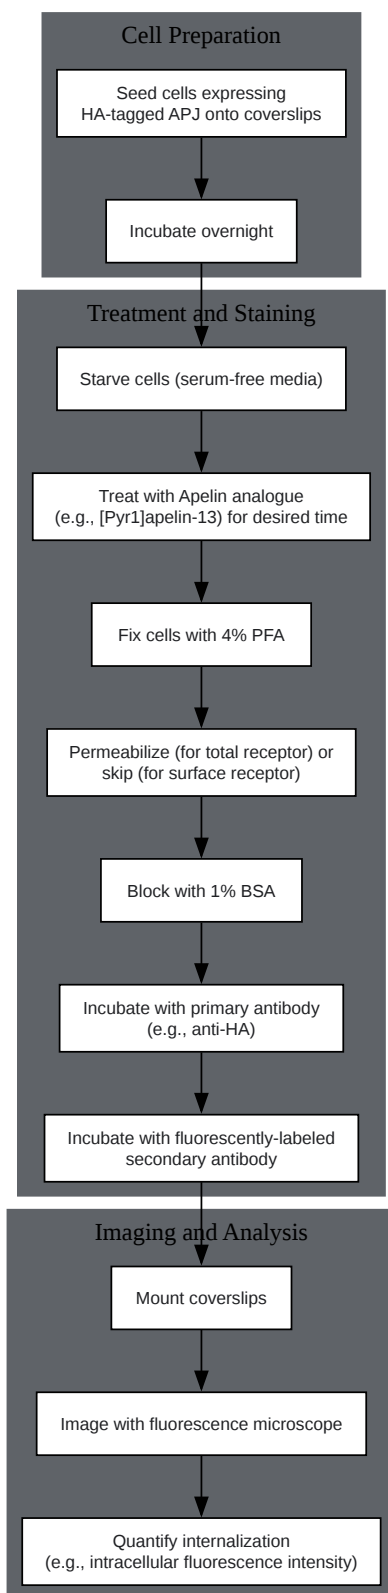 Cell Preparation
Seed cells expressing
HA-tagged APJ onto coverslips
Incubate overnight
Treatment and Staining
Starve cells (serum-free media)
Treat with Apelin analogue
(e.g., [Pyr1]apelin-13) for desired time
Fix cells with 4% PFA
Permeabilize (for total receptor) or
skip (for surface receptor)
Block with 1% BSA
Incubate with primary antibody
(e.g., anti-HA)
Incubate with fluorescently-labeled
secondary antibody
Imaging and Analysis
Mount coverslips
Image with fluorescence microscope
Quantify internalization
(e.g., intracellular fluorescence intensity)